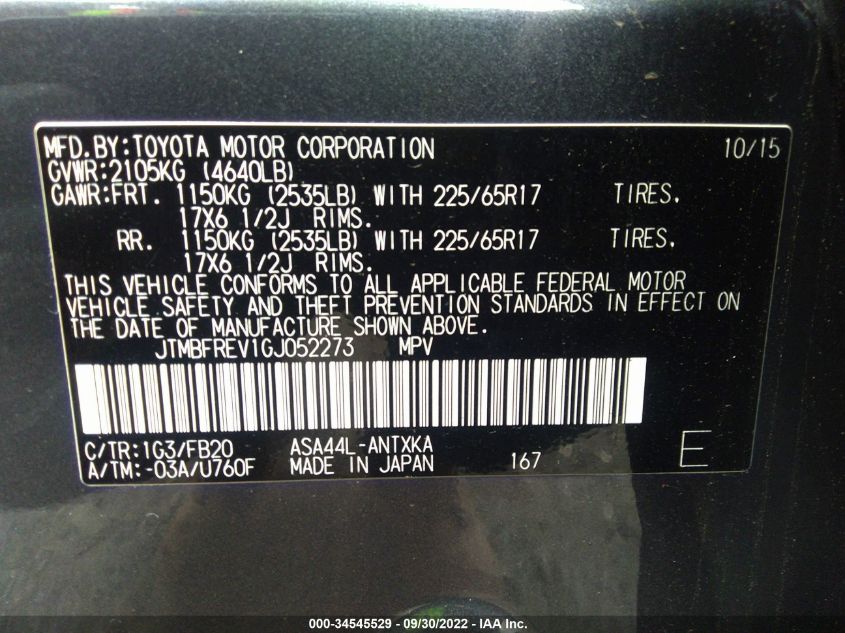 MFD.BY:TOYOTA MOTOR CORPORATION 10/15
GVWR:2105KG (4640LB)
GAWR:FRT. 1150KG (2535LB) WITH 225/65R17 TIRES.
17X6 1/2J RIMS.
RR. 1150KG (2535LB) WITH 225/65R17 TIRES.
17X6 1/2J RIMS.
THIS VEHICLE CONFORMS TO ALL APPLICABLE FEDERAL MOTOR
VEHICLE SAFETY AND THEFT PREVENTION STANDARDS IN EFFECT ON
THE DATE OF MANUFACTURE SHOWN ABOVE.
JTMBFREV1GJ052273 MPV
C/TR:1G3/FB20 ASA44L-ANTXKA
A/TM:-03A/U760F MADE IN JAPAN 167 E
000-34545529 - 09/30/2022 - IAA Inc.